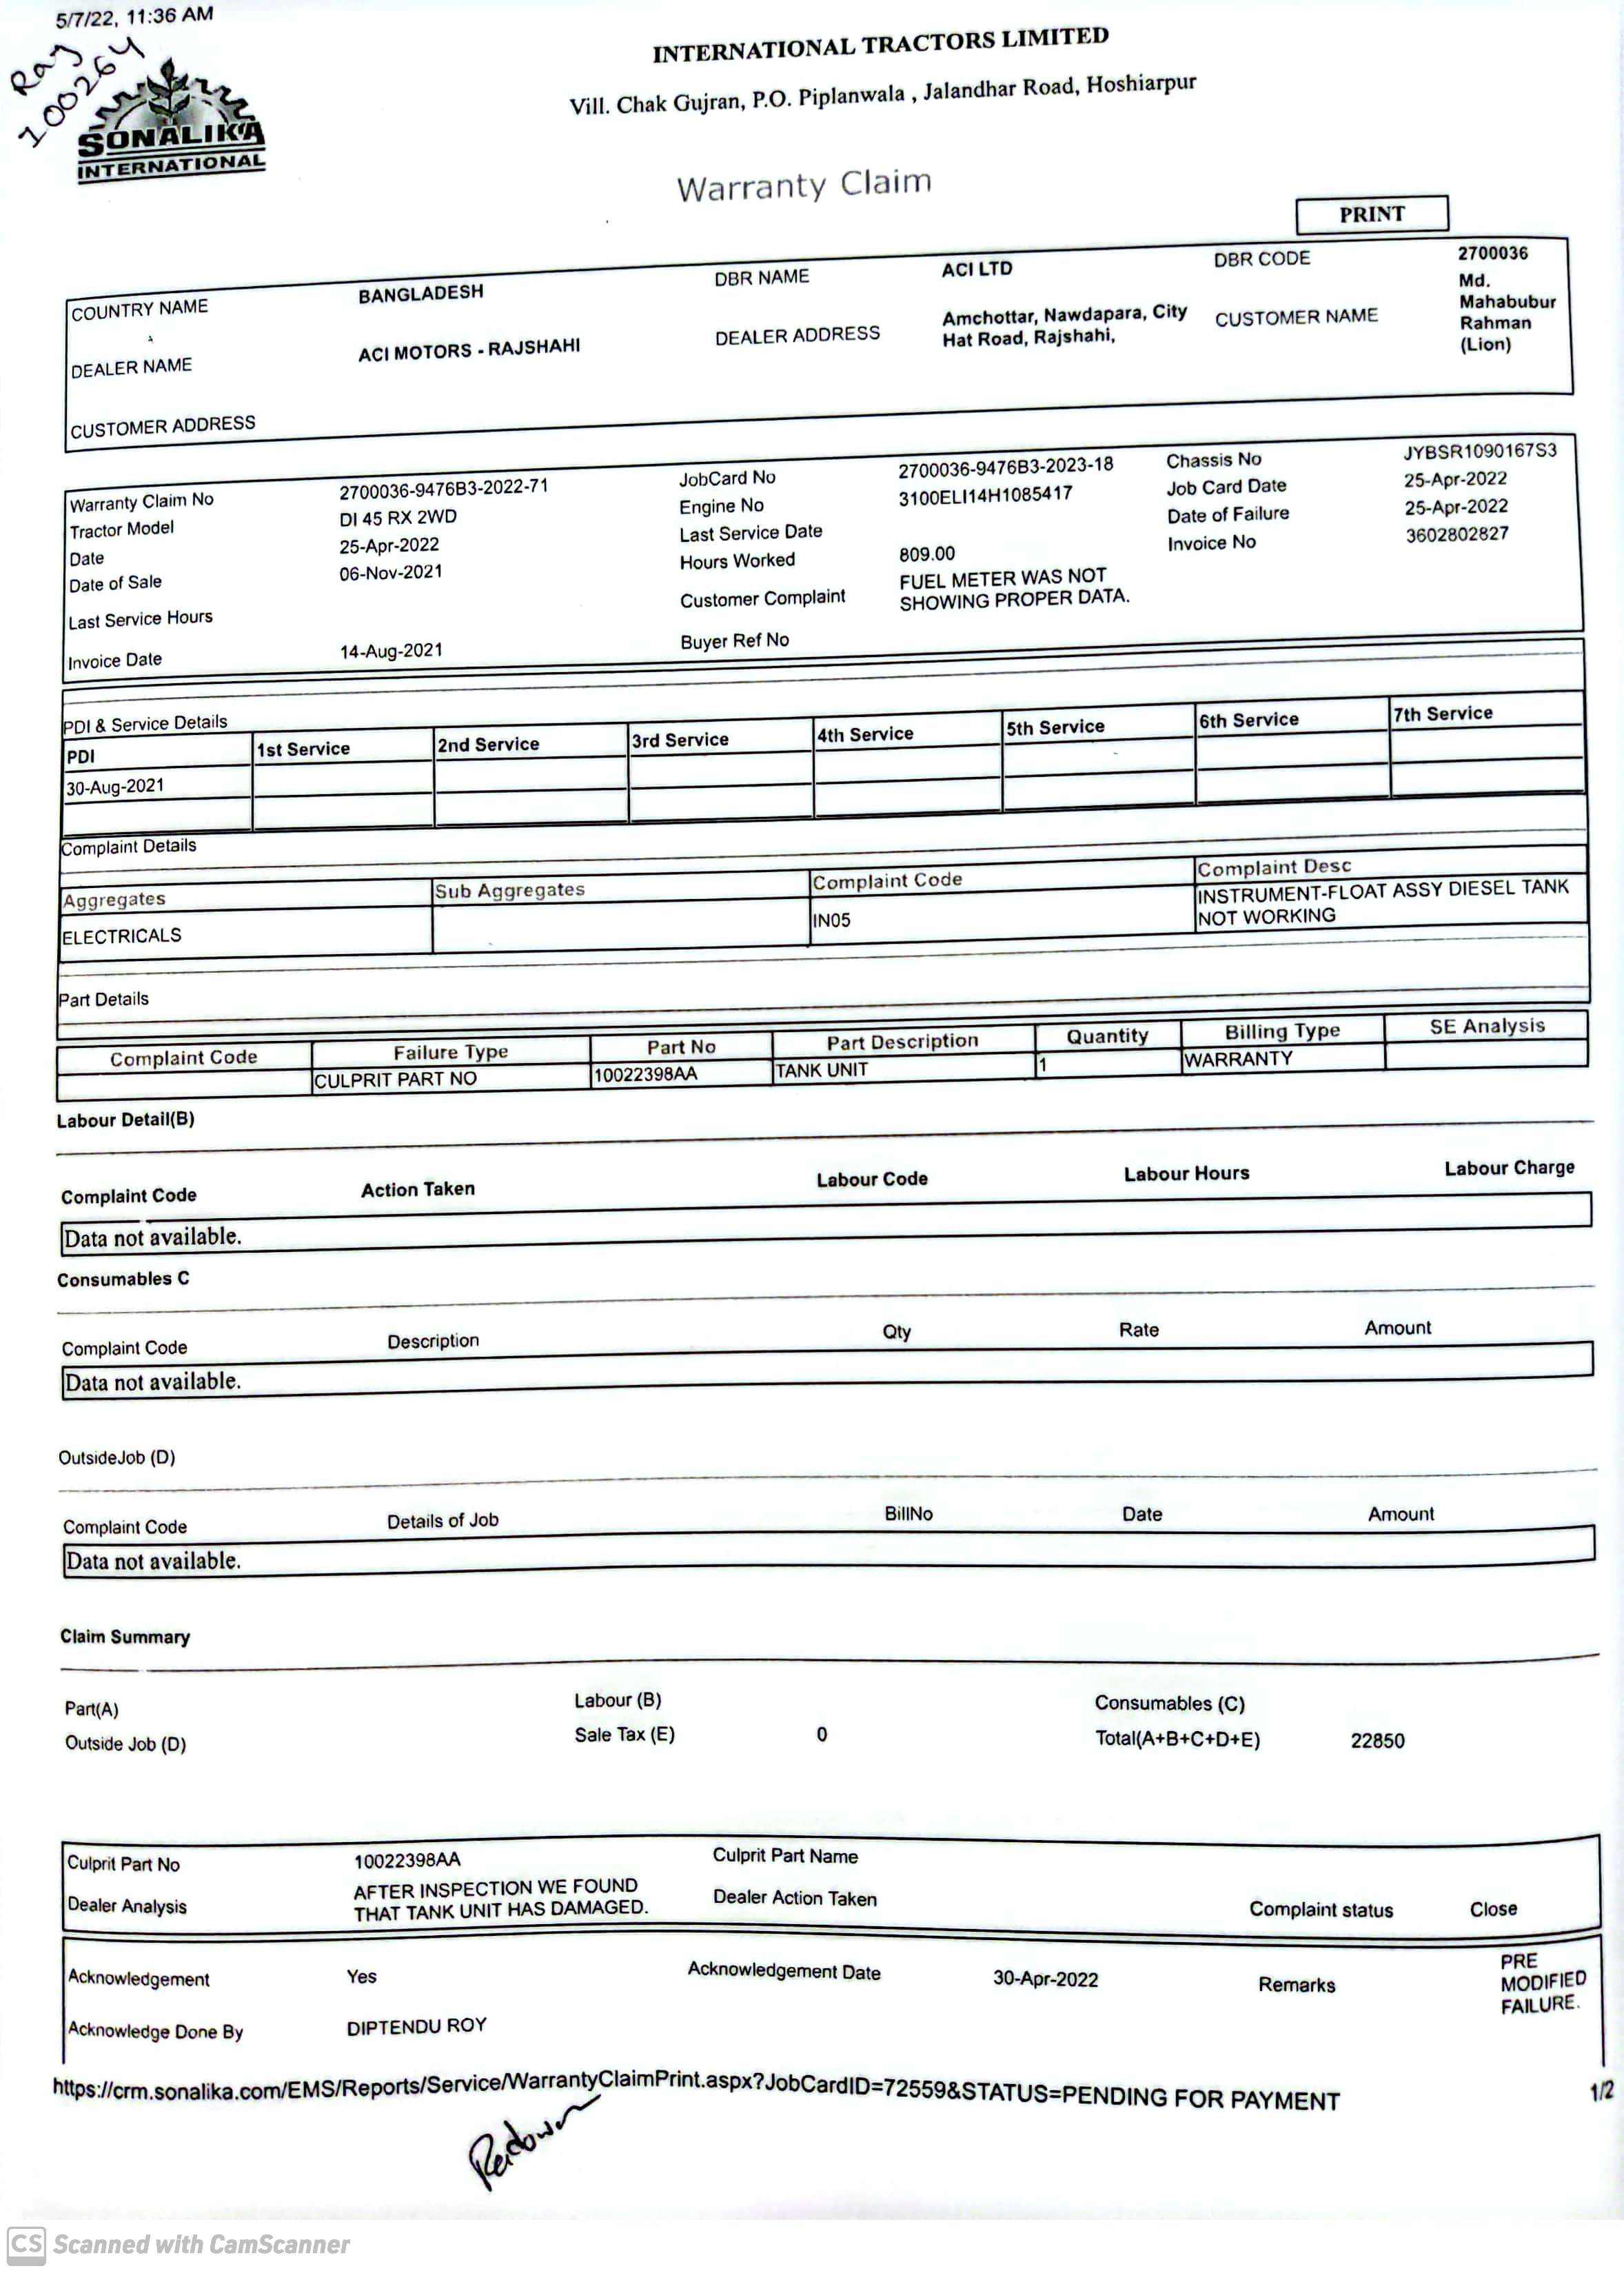 5/7/22, 11:36 AM
Raj
100264
SONALIKA
INTERNATIONAL
INTERNATIONAL TRACTORS LIMITED
Vill. Chak Gujran, P.O. Piplanwala , Jalandhar Road, Hoshiarpur
Warranty Claim
PRINT
COUNTRY NAME BANGLADESH DBR NAME ACI LTD DBR CODE 2700036
DEALER NAME ACI MOTORS - RAJSHAHI DEALER ADDRESS Amchottar, Nawdapara, City CUSTOMER NAME Md.
Hat Road, Rajshahi, Mahabubur
Rahman
(Lion)
CUSTOMER ADDRESS
Warranty Claim No 2700036-9476B3-2022-71 JobCard No 2700036-9476B3-2023-18 Chassis No JYBSR1090167S3
Tractor Model DI 45 RX 2WD Engine No 3100ELI14H1085417 Job Card Date 25-Apr-2022
Date 25-Apr-2022 Last Service Date Date of Failure 25-Apr-2022
Date of Sale 06-Nov-2021 Hours Worked 809.00 Invoice No 3602802827
Last Service Hours Customer Complaint FUEL METER WAS NOT
SHOWING PROPER DATA.
Invoice Date 14-Aug-2021 Buyer Ref No
PDI & Service Details
PDI 1st Service 2nd Service 3rd Service 4th Service 5th Service 6th Service 7th Service
30-Aug-2021
Complaint Details
Aggregates Sub Aggregates Complaint Code Complaint Desc
ELECTRICALS IN05 INSTRUMENT-FLOAT ASSY DIESEL TANK
NOT WORKING
Part Details
Complaint Code Failure Type Part No Part Description Quantity Billing Type SE Analysis
CULPRIT PART NO 10022398AA TANK UNIT 1 WARRANTY
Labour Detail(B)
Complaint Code Action Taken Labour Code Labour Hours Labour Charge
Data not available.
Consumables C
Complaint Code Description Qty Rate Amount
Data not available.
OutsideJob (D)
Complaint Code Details of Job BillNo Date Amount
Data not available.
Claim Summary
Part(A) Labour (B) Consumables (C)
Outside Job (D) Sale Tax (E) 0 Total(A+B+C+D+E) 22850
Culprit Part No 10022398AA Culprit Part Name
Dealer Analysis AFTER INSPECTION WE FOUND Dealer Action Taken Complaint status Close
THAT TANK UNIT HAS DAMAGED.
Acknowledgement Yes Acknowledgement Date 30-Apr-2022 Remarks PRE
MODIFIED
FAILURE.
Acknowledge Done By DIPTENDU ROY
https://crm.sonalika.com/EMS/Reports/Service/WarrantyClaimPrint.aspx?JobCardID=72559&STATUS=PENDING FOR PAYMENT 1/2
CS Scanned with CamScanner